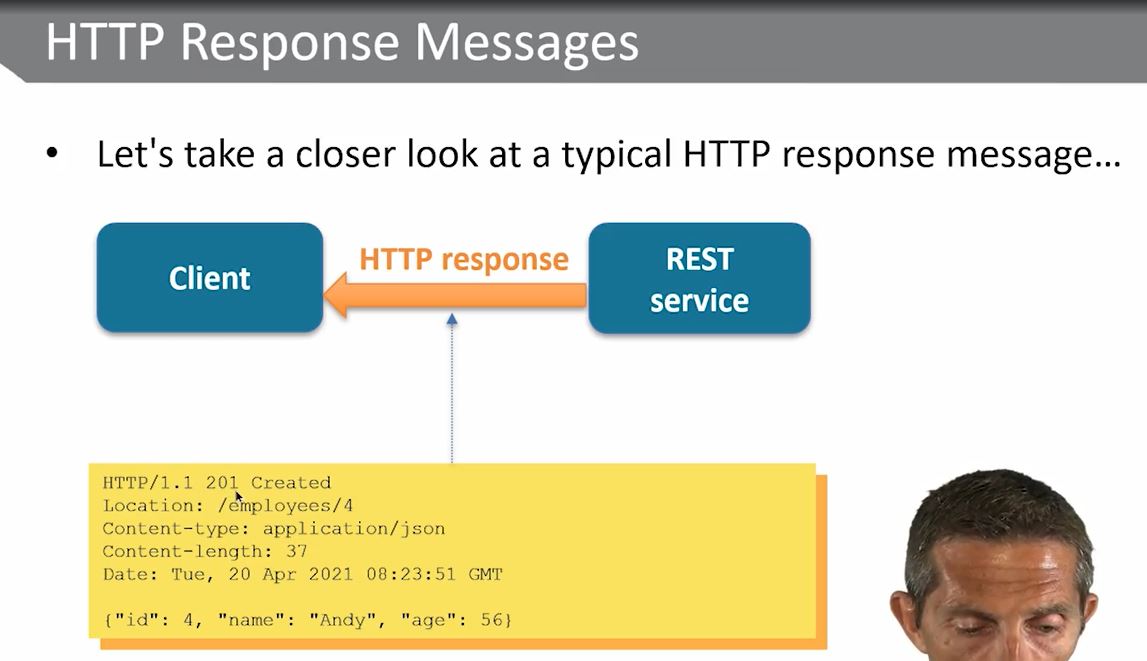 HTTP Response Messages
• Let's take a closer look at a typical HTTP response message…
Client
HTTP response
REST
service
HTTP/1.1 201 Created
Location: /employees/4
Content-type: application/json
Content-length: 37
Date: Tue, 20 Apr 2021 08:23:51 GMT
{"id": 4, "name": "Andy", "age": 56}